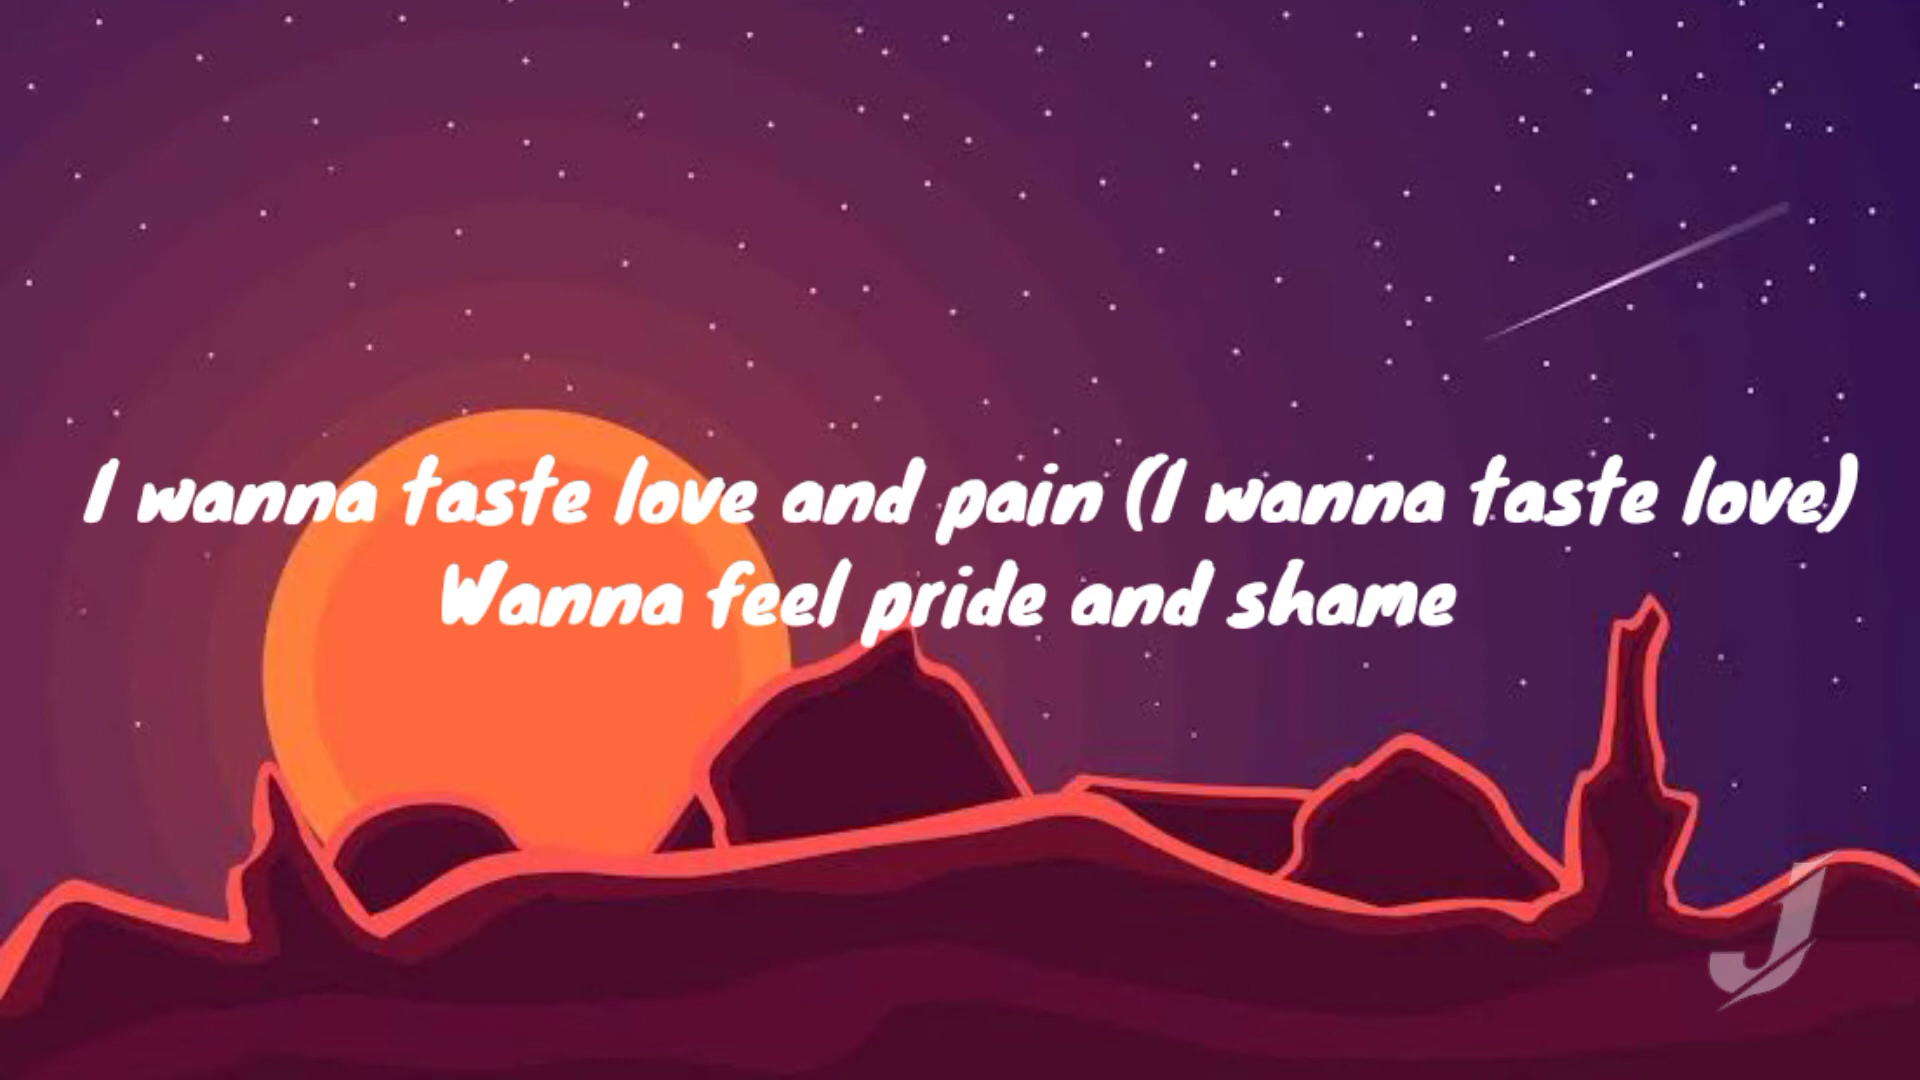 I wanna taste love and pain (I wanna taste love)
Wanna feel pride and shame
J